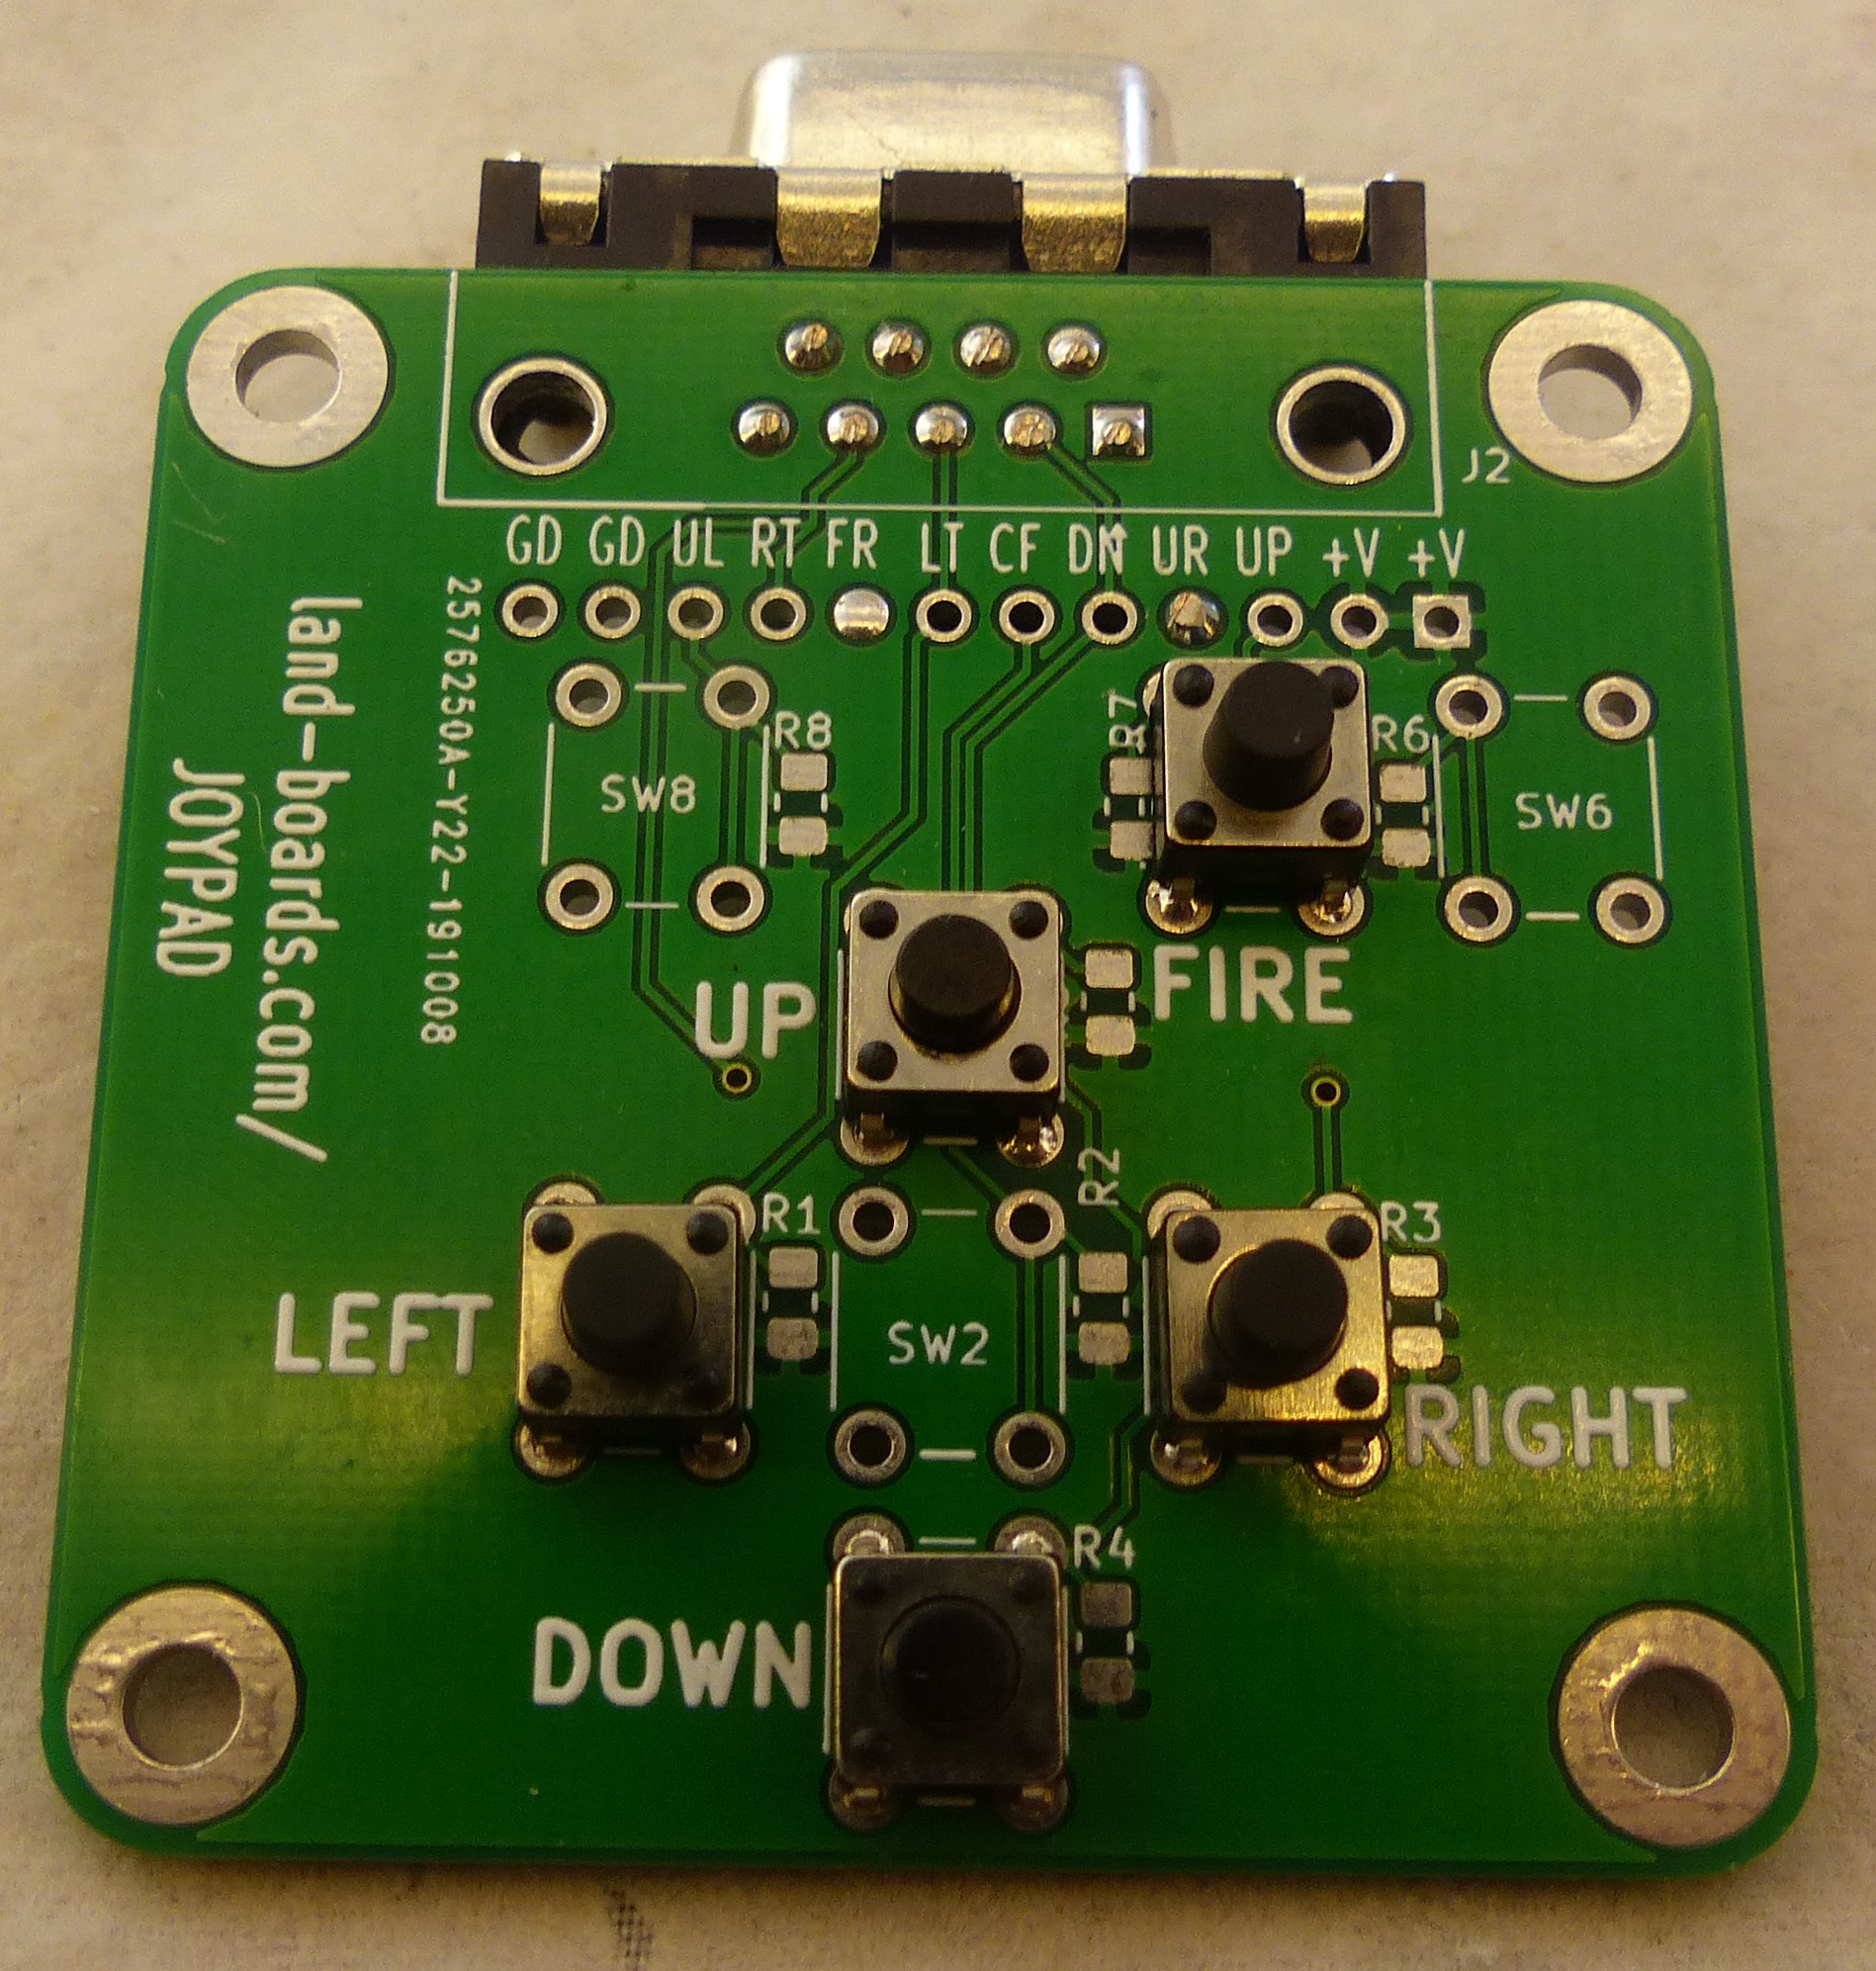 J2
GD GD UL RT FR LT CF DN UR UP +V +V
2576250A-Y22-191008
land-boards.com/
JOYPAD
R8
R7
R6
SW8
SW6
UP
FIRE
R1
R2
R3
LEFT
SW2
RIGHT
R4
DOWN